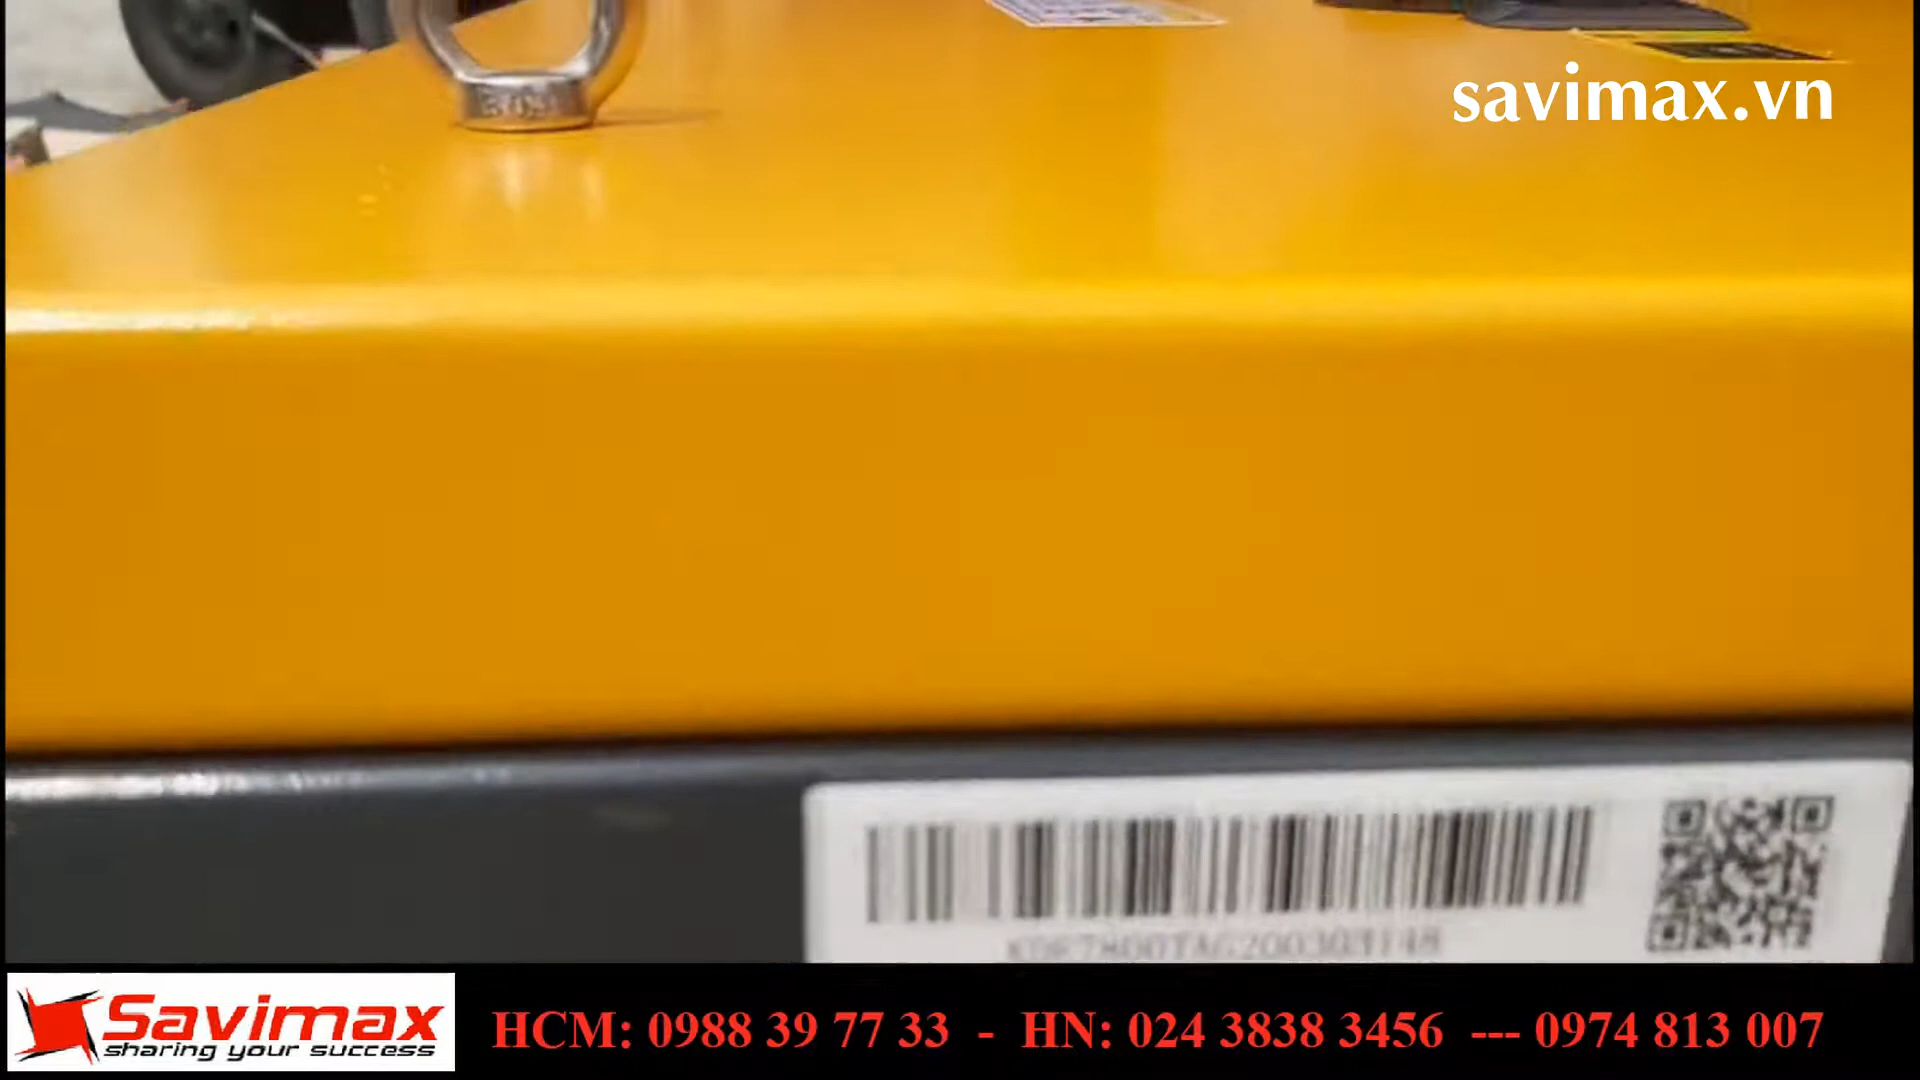 savimax.vn
Savimax
sharing your success
HCM: 0988 39 77 33 - HN: 024 3838 3456 --- 0974 813 007